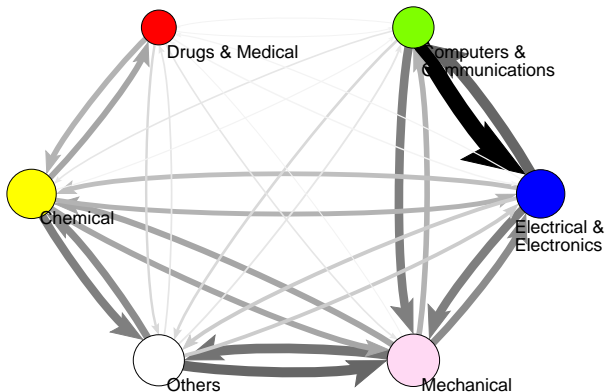 Drugs & Medical
Computers &
Communications
Chemical
Electrical &
Electronics
Others
Mechanical